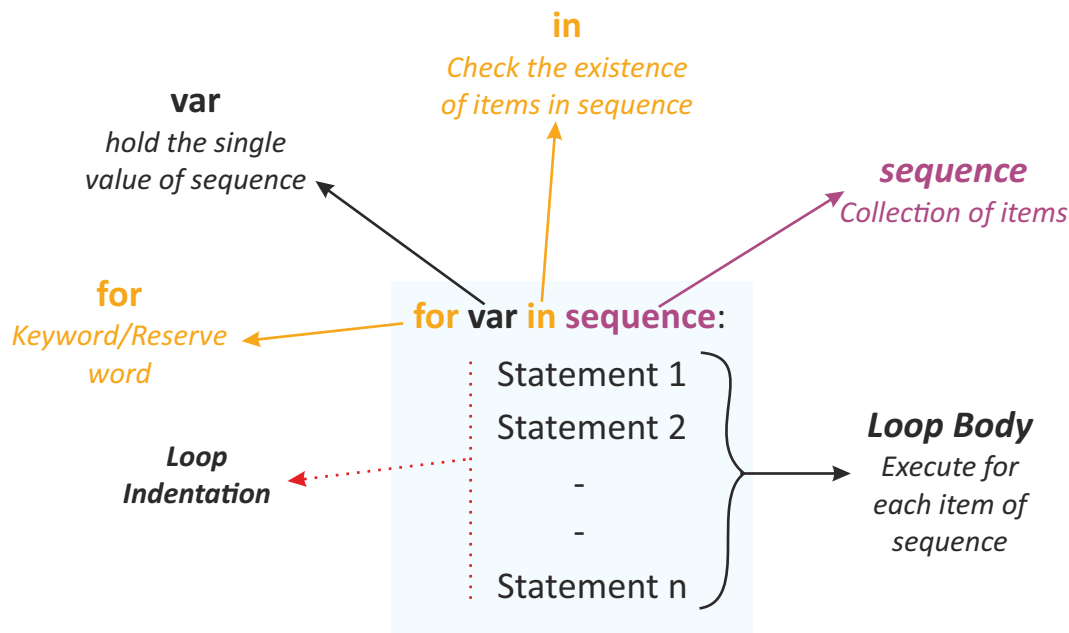 in
Check the existence
of items in sequence
var
hold the single
value of sequence
sequence
Collection of items
for
Keyword/Reserve
word
for var in sequence:
Statement 1
Statement 2
-
-
Statement n
Loop
Indentation
Loop Body
Execute for
each item of
sequence